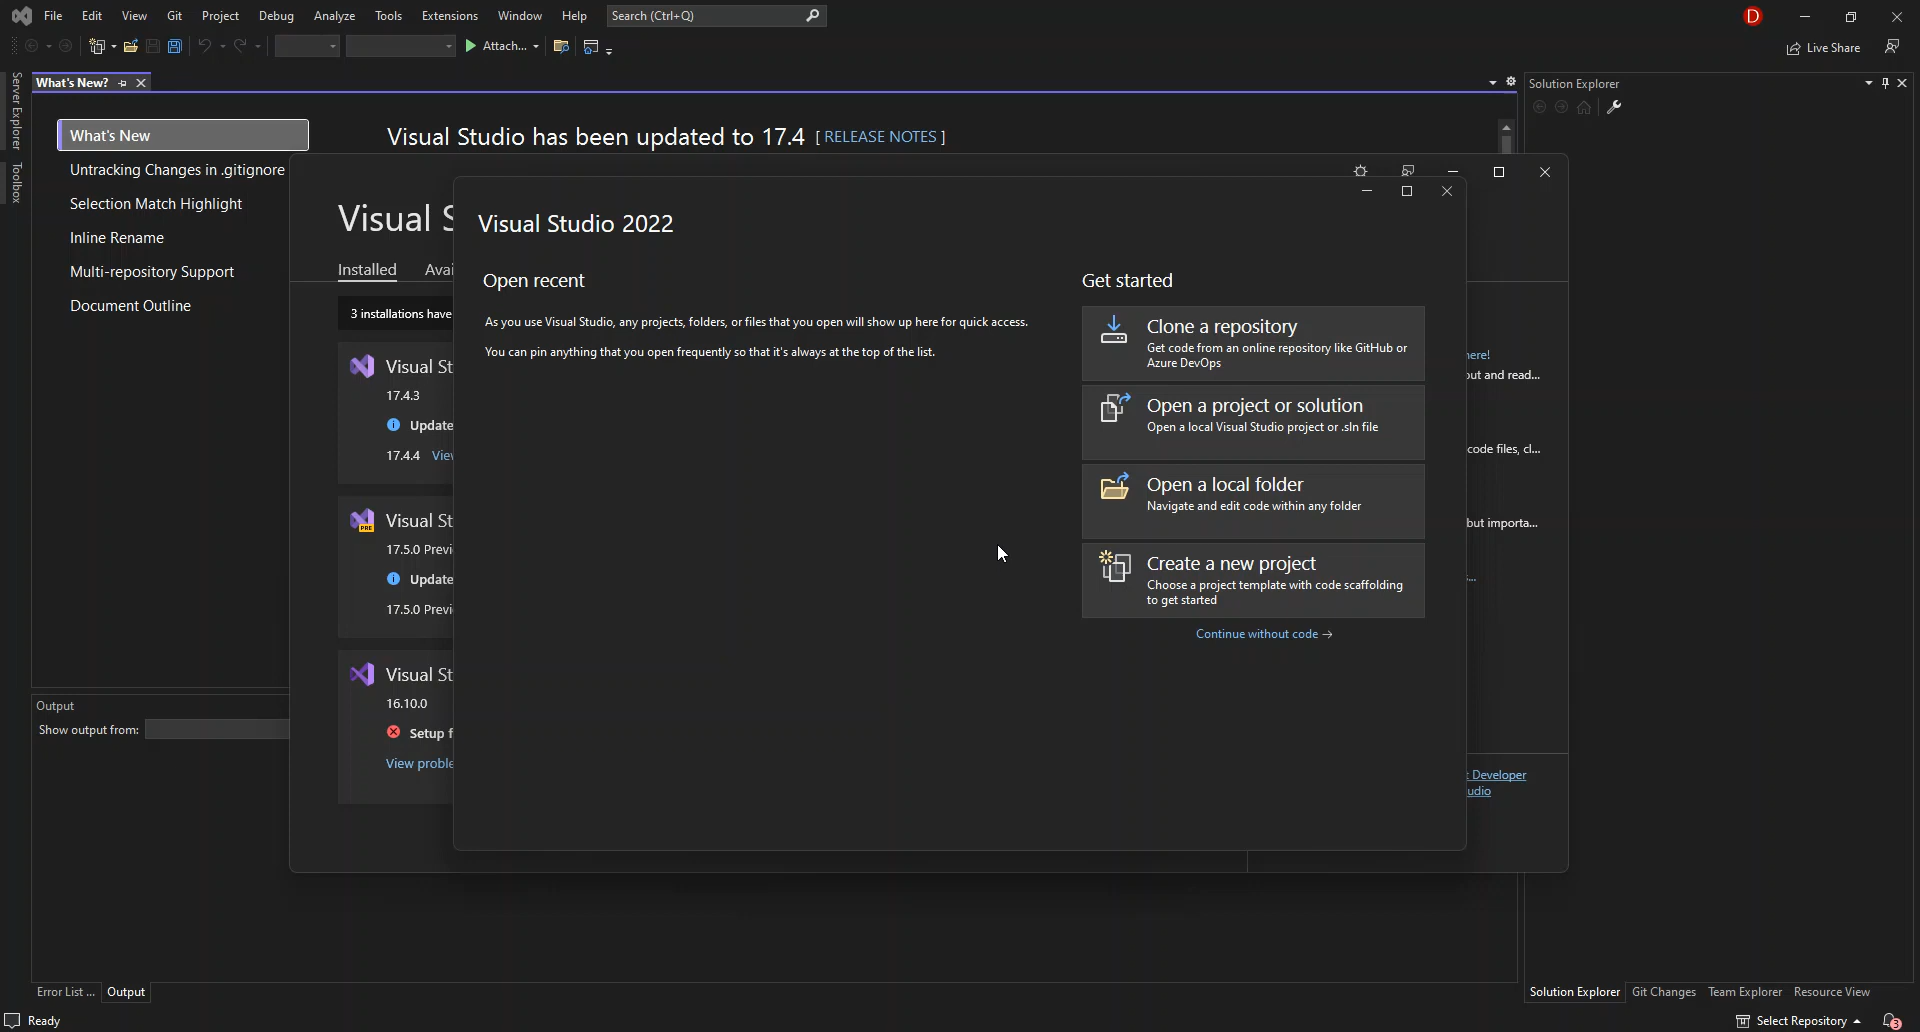 File Edit View Git Project Debug Analyze Tools Extensions Window Help Search (Ctrl+Q)
D
Attach...
Live Share
Server Explorer
Toolbox
What's New?
Solution Explorer
What's New
Untracking Changes in .gitignore
Selection Match Highlight
Inline Rename
Multi-repository Support
Document Outline
Visual Studio has been updated to 17.4 [ RELEASE NOTES ]
Visual S
Installed Avai
3 installations have
Visual St
17.4.3
Update
17.4.4 Viev
PRE
Visual St
17.5.0 Previ
Update
17.5.0 Previ
Visual St
16.10.0
Setup f
View proble
Visual Studio 2022
Open recent
As you use Visual Studio, any projects, folders, or files that you open will show up here for quick access.
You can pin anything that you open frequently so that it's always at the top of the list.
Get started
Clone a repository
Get code from an online repository like GitHub or
Azure DevOps
Open a project or solution
Open a local Visual Studio project or .sln file
Open a local folder
Navigate and edit code within any folder
Create a new project
Choose a project template with code scaffolding
to get started
Continue without code →
ere!
out and read...
code files, cl...
but importa...
...
t Developer
udio
Output
Show output from:
Error List ... Output
Solution Explorer Git Changes Team Explorer Resource View
Ready
Select Repository
3